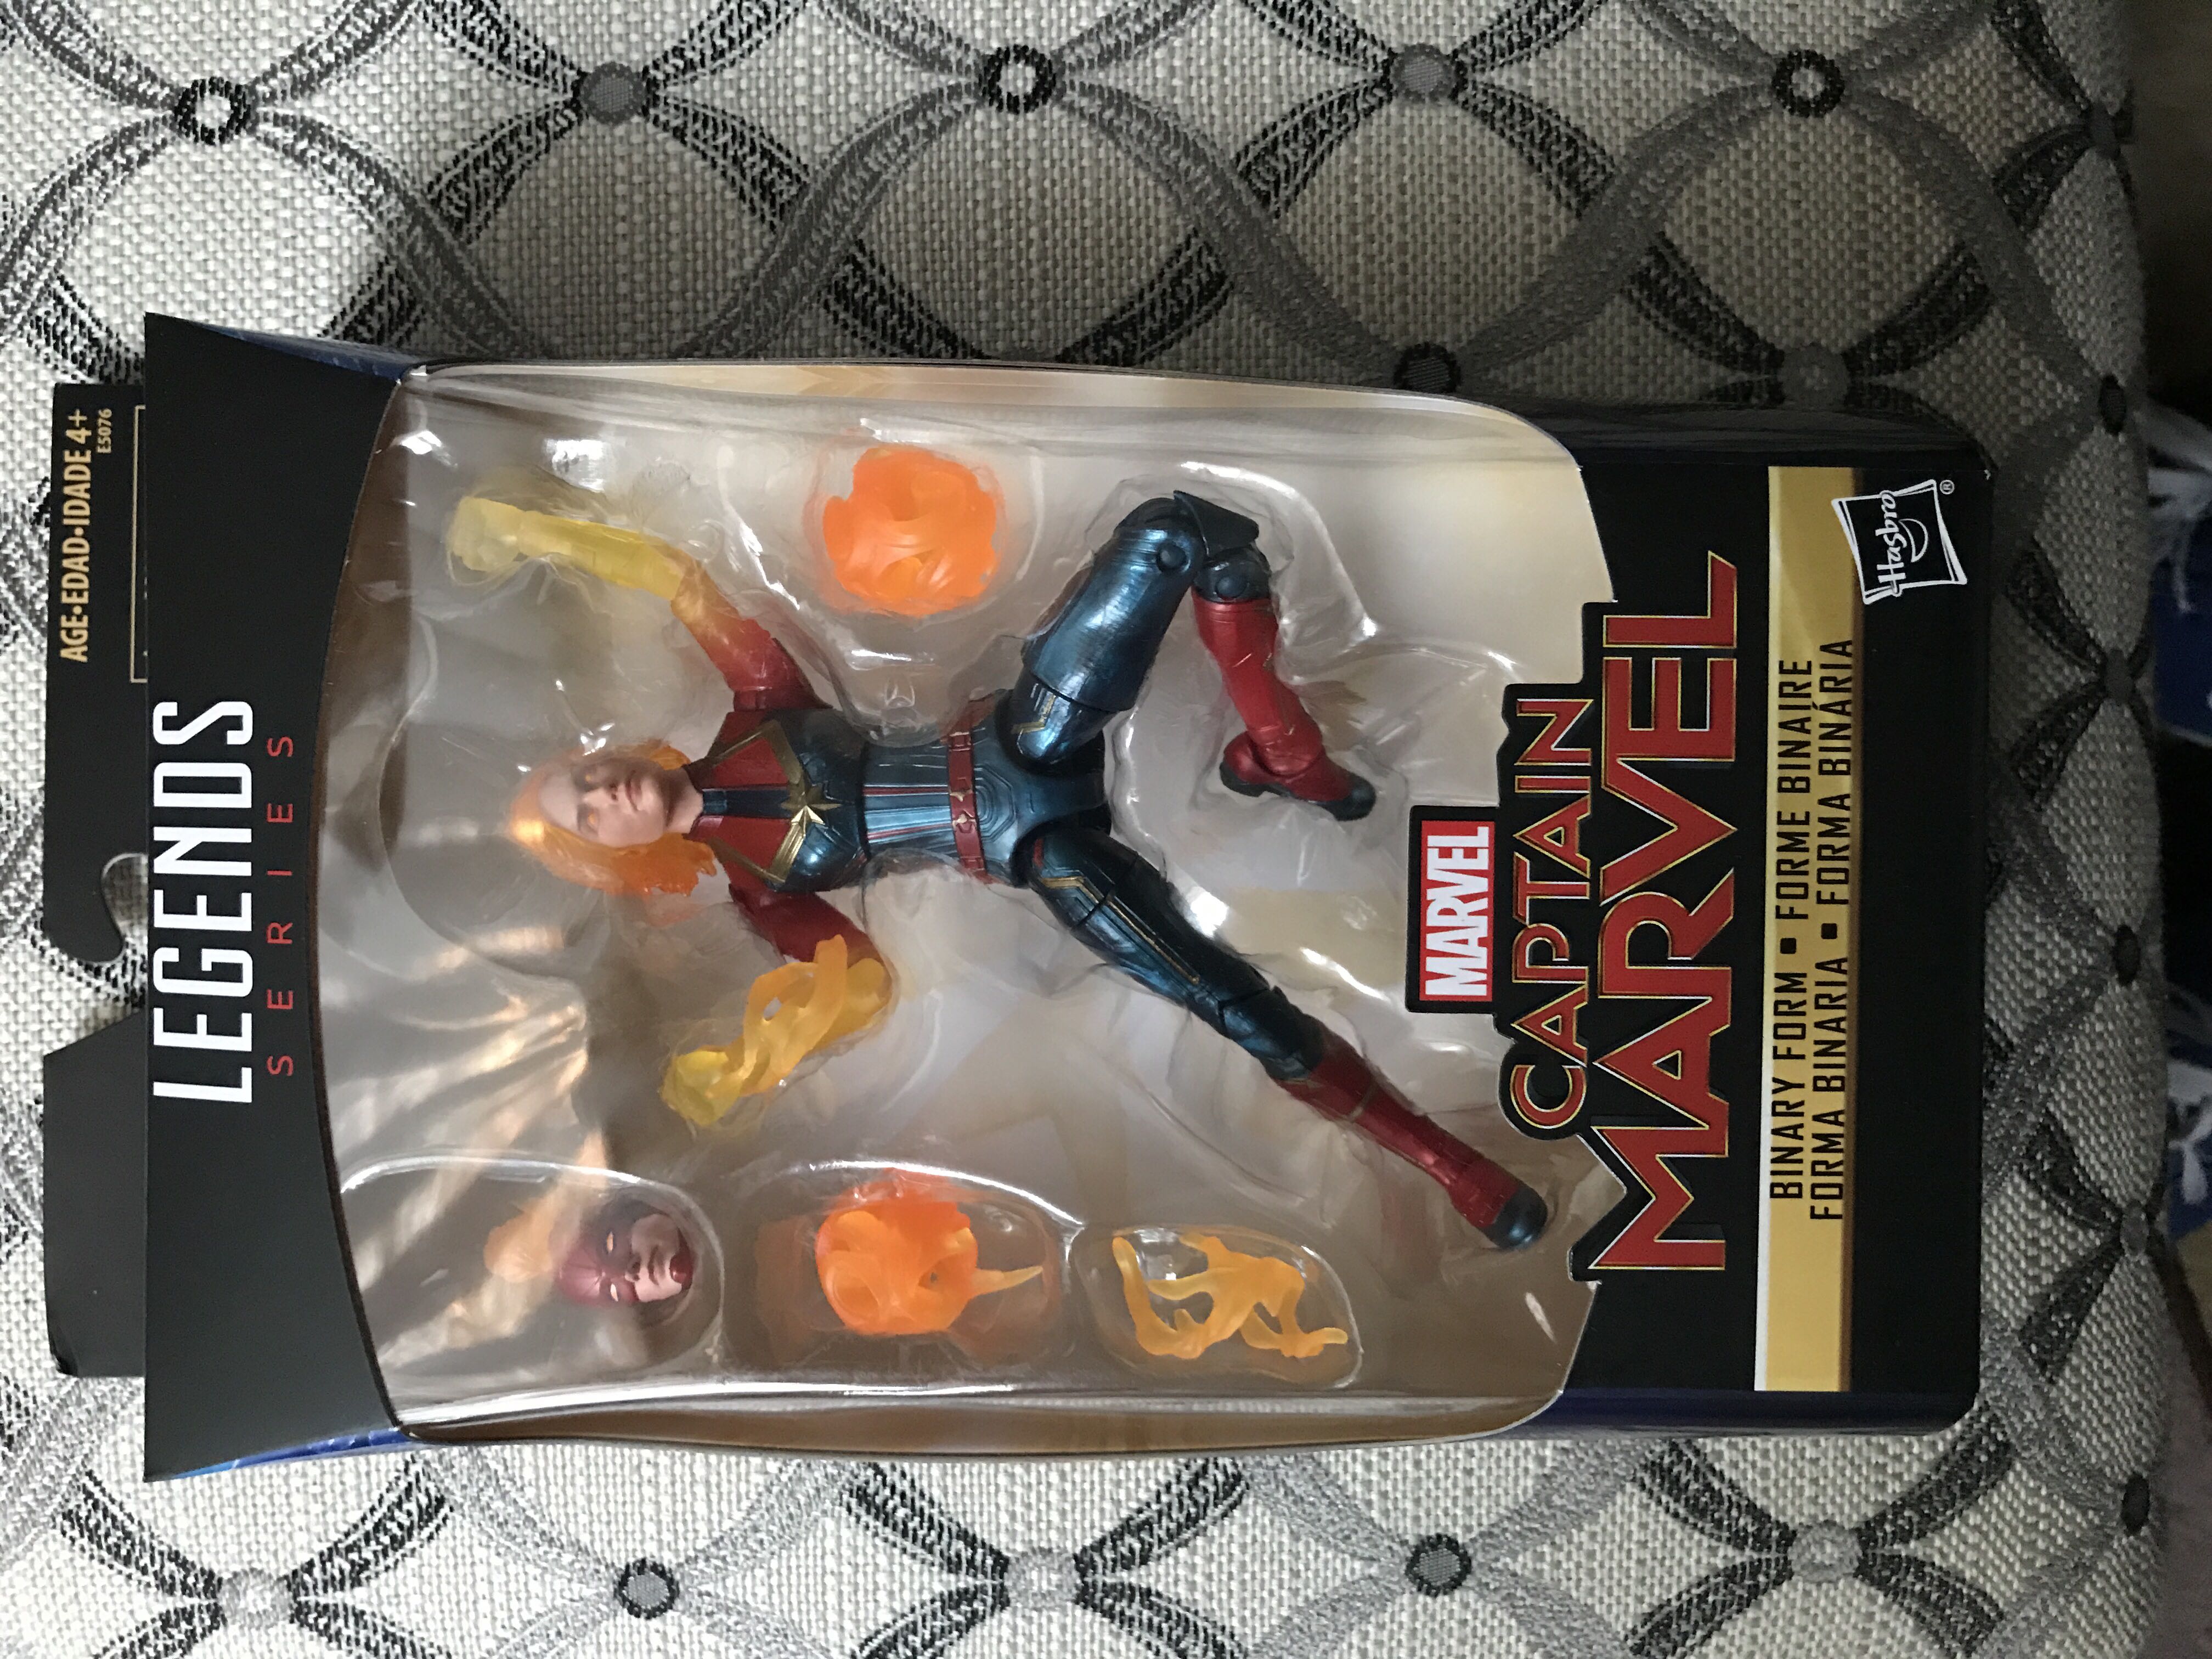 AGE•EDAD•IDADE 4+
E5076
LEGENDS
SERIES
MARVEL
CAPTAIN
MARVEL
BINARY FORM ▪ FORME BINAIRE
FORMA BINARIA ▪ FORMA BINÁRIA
Hasbro®